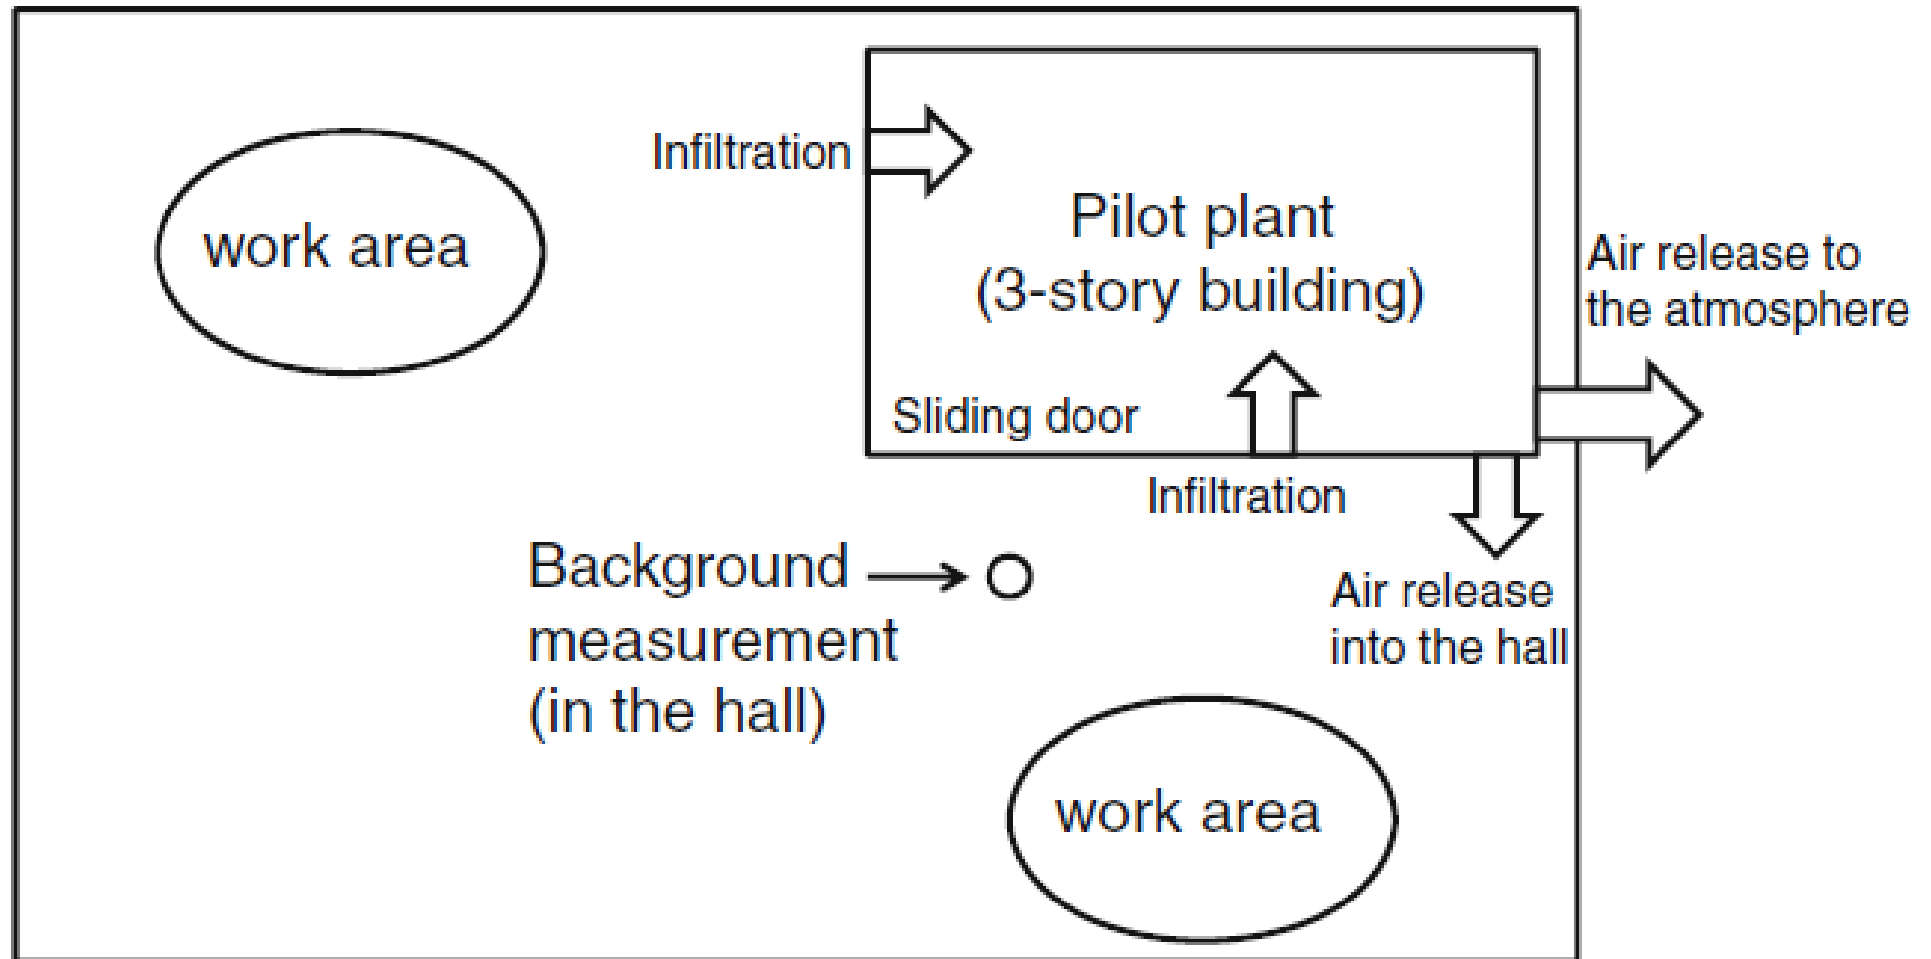 Infiltration
work area
Pilot plant
(3-story building)
Air release to
the atmosphere
Sliding door
Infiltration
Background
measurement
(in the hall)
Air release
into the hall
work area